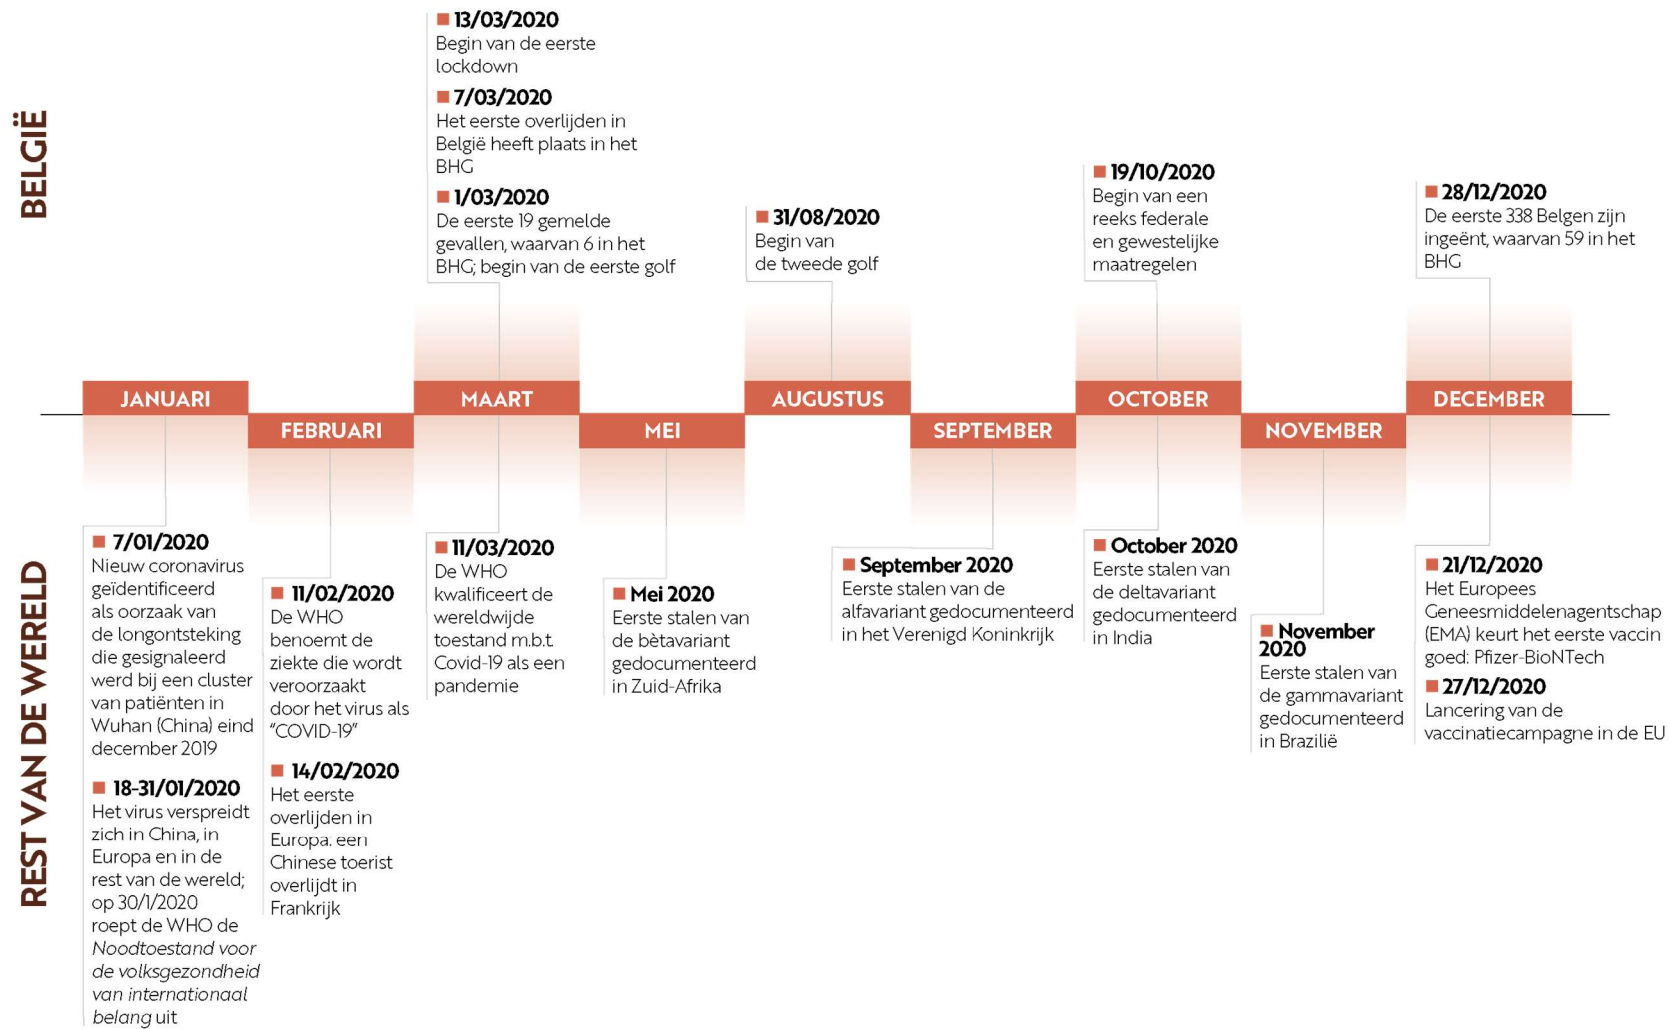 BELGIË
13/03/2020
Begin van de eerste
lockdown
7/03/2020
Het eerste overlijden in
België heeft plaats in het
BHG
1/03/2020
De eerste 19 gemelde
gevallen, waarvan 6 in het
BHG; begin van de eerste golf
31/08/2020
Begin van
de tweede golf
19/10/2020
Begin van een
reeks federale
en gewestelijke
maatregelen
28/12/2020
De eerste 338 Belgen zijn
ingeënt, waarvan 59 in het
BHG
JANUARI
FEBRUARI
MAART
MEI
AUGUSTUS
SEPTEMBER
OCTOBER
NOVEMBER
DECEMBER
REST VAN DE WERELD
7/01/2020
Nieuw coronavirus
geïdentificeerd
als oorzaak van
de longontsteking
die gesignaleerd
werd bij een cluster
van patiënten in
Wuhan (China) eind
december 2019
18-31/01/2020
Het virus verspreidt
zich in China, in
Europa en in de
rest van de wereld;
op 30/1/2020
roept de WHO de
Noodtoestand voor
de volksgezondheid
van internationaal
belang uit
11/02/2020
De WHO
benoemt de
ziekte die wordt
veroorzaakt
door het virus als
“COVID-19”
14/02/2020
Het eerste
overlijden in
Europa: een
Chinese toerist
overlijdt in
Frankrijk
11/03/2020
De WHO
kwalificeert de
wereldwijde
toestand m.b.t.
Covid-19 als een
pandemie
Mei 2020
Eerste stalen van
de bètavariant
gedocumenteerd
in Zuid-Afrika
September 2020
Eerste stalen van de
alfavariant gedocumenteerd
in het Verenigd Koninkrijk
October 2020
Eerste stalen van
de deltavariant
gedocumenteerd
in India
November
2020
Eerste stalen van
de gammavariant
gedocumenteerd
in Brazilië
21/12/2020
Het Europees
Geneesmiddelenagentschap
(EMA) keurt het eerste vaccin
goed: Pfizer-BioNTech
27/12/2020
Lancering van de
vaccinatiecampagne in de EU